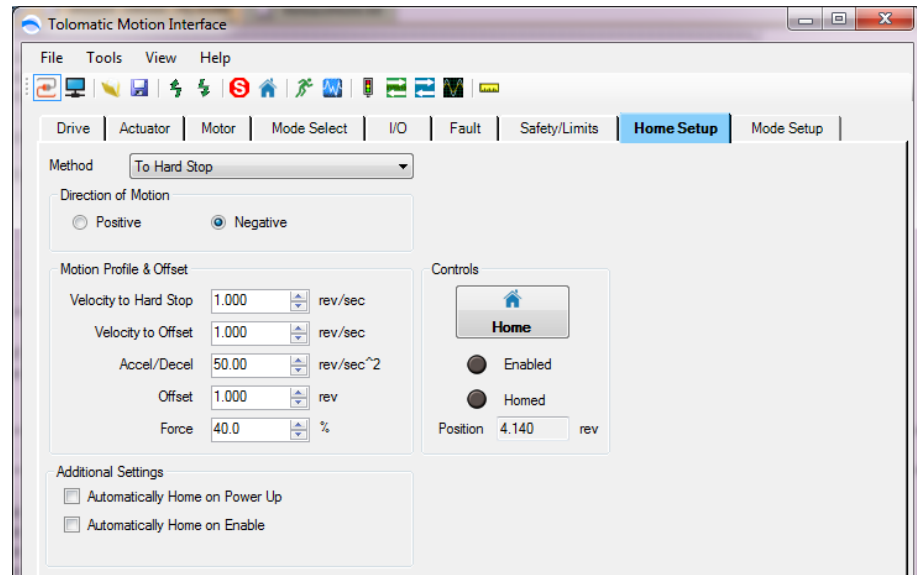 Tolomatic Motion Interface
File Tools View Help
Drive Actuator Motor Mode Select I/O Fault Safety/Limits Home Setup Mode Setup
Method To Hard Stop
Direction of Motion
Positive Negative
Motion Profile & Offset
Velocity to Hard Stop 1.000 rev/sec
Velocity to Offset 1.000 rev/sec
Accel/Decel 50.00 rev/sec^2
Offset 1.000 rev
Force 40.0 %
Controls
Home
Enabled
Homed
Position 4.140 rev
Additional Settings
Automatically Home on Power Up
Automatically Home on Enable